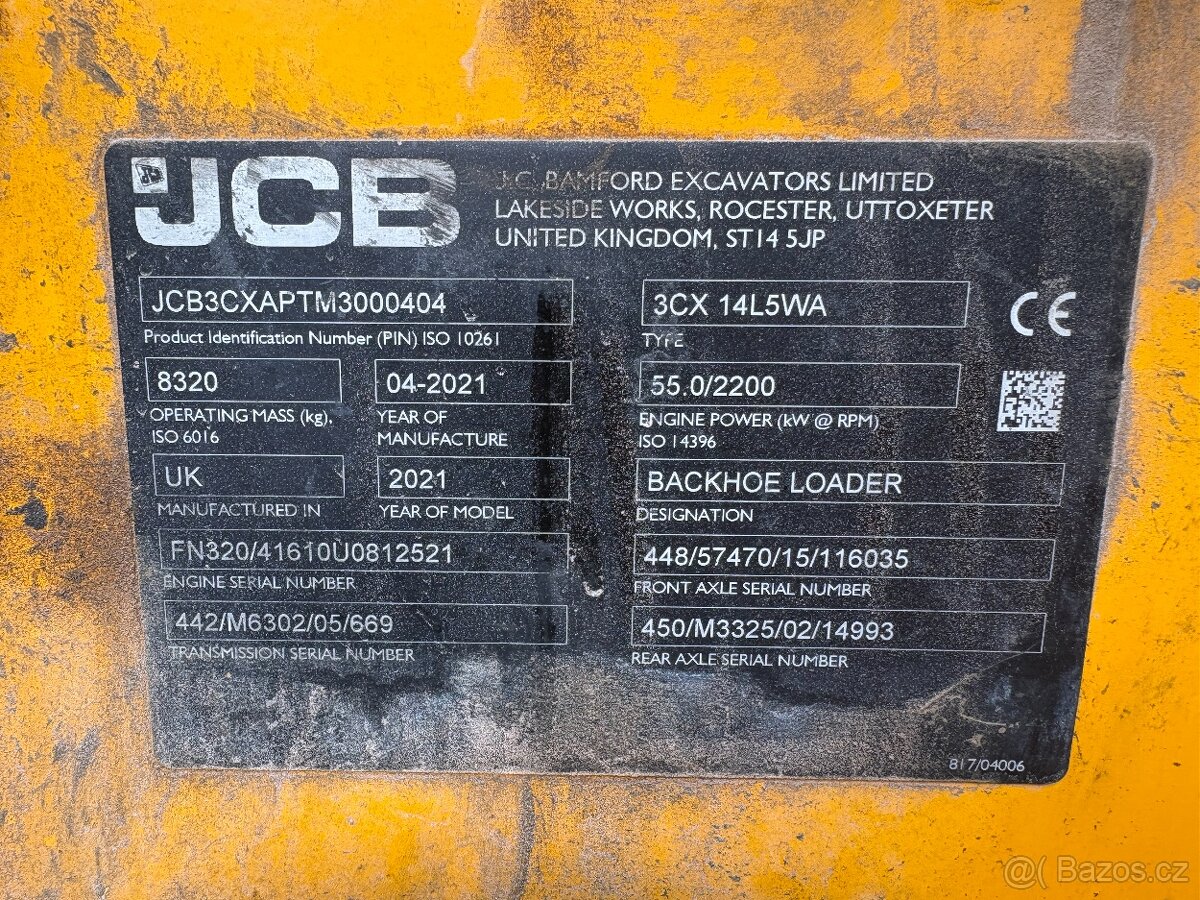 JCB
J.C. BAMFORD EXCAVATORS LIMITED
LAKESIDE WORKS, ROCESTER, UTTOXETER
UNITED KINGDOM, ST14 5JP
JCB3CXAPTM3000404
Product Identification Number (PIN) ISO 10261
3CX 14L5WA
TYPE
CE
8320
OPERATING MASS (kg),
ISO 6016
04-2021
YEAR OF
MANUFACTURE
55.0/2200
ENGINE POWER (kW @ RPM)
ISO 14396
UK
MANUFACTURED IN
2021
YEAR OF MODEL
BACKHOE LOADER
DESIGNATION
FN320/41610U0812521
ENGINE SERIAL NUMBER
448/57470/15/116035
FRONT AXLE SERIAL NUMBER
442/M6302/05/669
TRANSMISSION SERIAL NUMBER
450/M3325/02/14993
REAR AXLE SERIAL NUMBER
817/04006
Bazos.cz